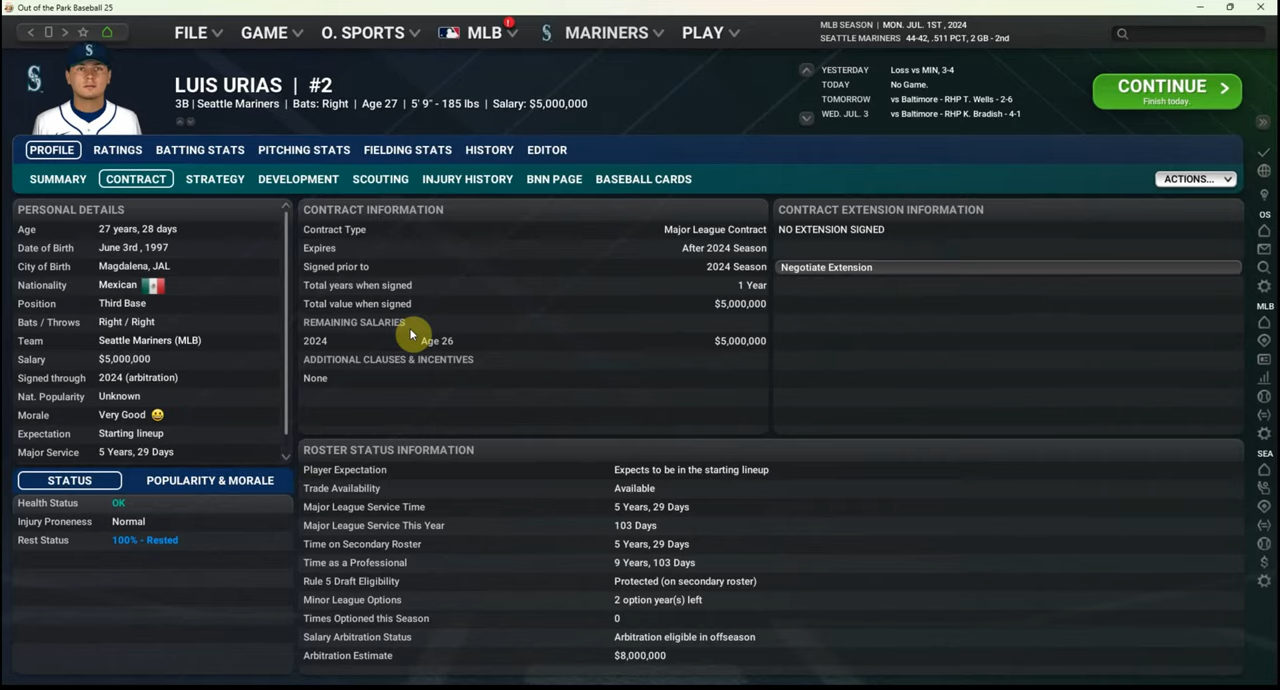 Out of the Park Baseball 25
FILE GAME O. SPORTS MLB ! S MARINERS PLAY
MLB SEASON | MON. JUL. 1ST , 2024
SEATTLE MARINERS 44-42, .511 PCT, 2 GB - 2nd
LUIS URIAS | #2
3B | Seattle Mariners | Bats: Right | Age 27 | 5' 9" - 185 lbs | Salary: $5,000,000
YESTERDAY Loss vs MIN, 3-4
TODAY No Game.
TOMORROW vs Baltimore - RHP T. Wells - 2-6
WED. JUL. 3 vs Baltimore - RHP K. Bradish - 4-1
CONTINUE
Finish today.
PROFILE RATINGS BATTING STATS PITCHING STATS FIELDING STATS HISTORY EDITOR
SUMMARY CONTRACT STRATEGY DEVELOPMENT SCOUTING INJURY HISTORY BNN PAGE BASEBALL CARDS ACTIONS...
PERSONAL DETAILS
Age 27 years, 28 days
Date of Birth June 3rd , 1997
City of Birth Magdalena, JAL
Nationality Mexican
Position Third Base
Bats / Throws Right / Right
Team Seattle Mariners (MLB)
Salary $5,000,000
Signed through 2024 (arbitration)
Nat. Popularity Unknown
Morale Very Good
Expectation Starting lineup
Major Service 5 Years, 29 Days
STATUS POPULARITY & MORALE
Health Status OK
Injury Proneness Normal
Rest Status 100% - Rested
CONTRACT INFORMATION
Contract Type Major League Contract
Expires After 2024 Season
Signed prior to 2024 Season
Total years when signed 1 Year
Total value when signed $5,000,000
REMAINING SALARIES
2024 Age 26 $5,000,000
ADDITIONAL CLAUSES & INCENTIVES
None
CONTRACT EXTENSION INFORMATION
NO EXTENSION SIGNED
Negotiate Extension
ROSTER STATUS INFORMATION
Player Expectation Expects to be in the starting lineup
Trade Availability Available
Major League Service Time 5 Years, 29 Days
Major League Service This Year 103 Days
Time on Secondary Roster 5 Years, 29 Days
Time as a Professional 9 Years, 103 Days
Rule 5 Draft Eligibility Protected (on secondary roster)
Minor League Options 2 option year(s) left
Times Optioned this Season 0
Salary Arbitration Status Arbitration eligible in offseason
Arbitration Estimate $8,000,000
OS
MLB
SEA